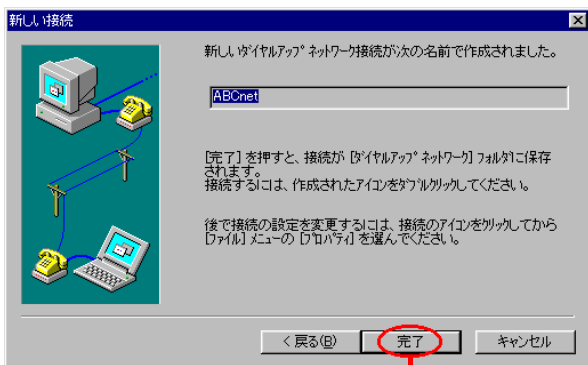 新しい接続
新しいダイヤルアップ ネットワーク接続が次の名前で作成されました。
ABCnet
[完了] を押すと、接続が [ダイヤルアップ ネットワーク] フォルダに保存
されます。
接続するには、作成されたアイコンをダブルクリックしてください。
後で接続の設定を変更するには、接続のアイコンをクリックしてから
[ファイル] メニューの [プロパティ] を選んでください。
< 戻る(B)
完了
キャンセル